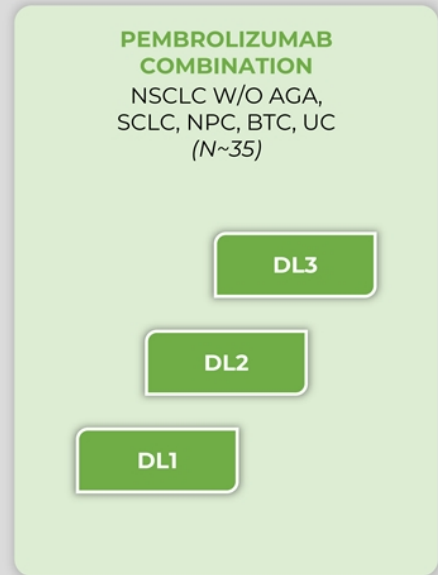 PEMBROLIZUMAB
COMBINATION
NSCLC W/O AGA,
SCLC, NPC, BTC, UC
(N~35)
DL3
DL2
DL1